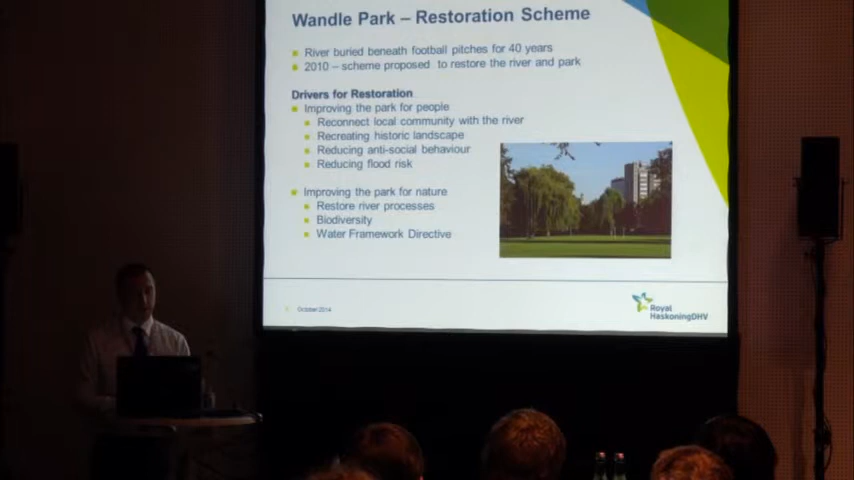 Wandle Park – Restoration Scheme
River buried beneath football pitches for 40 years
2010 – scheme proposed to restore the river and park
Drivers for Restoration
Improving the park for people
Reconnect local community with the river
Recreating historic landscape
Reducing anti-social behaviour
Reducing flood risk
Improving the park for nature
Restore river processes
Biodiversity
Water Framework Directive
October 2014
Royal
HaskoningDHV